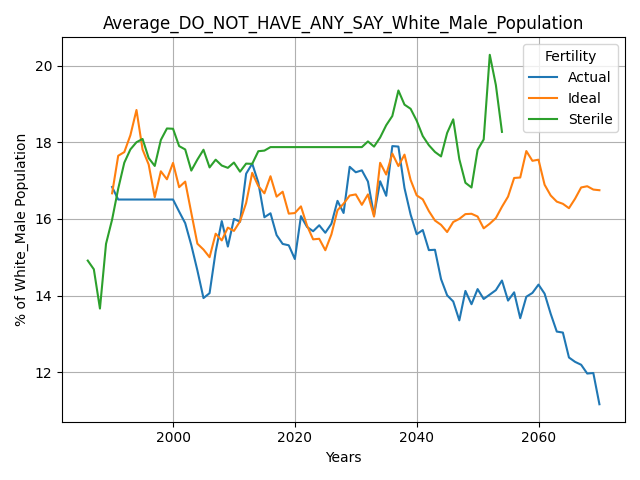 Average_DO_NOT_HAVE_ANY_SAY_White_Male_Population
% of White_Male Population
20
18
16
14
12
2000
2020
2040
2060
Years
Fertility
Actual
Ideal
Sterile